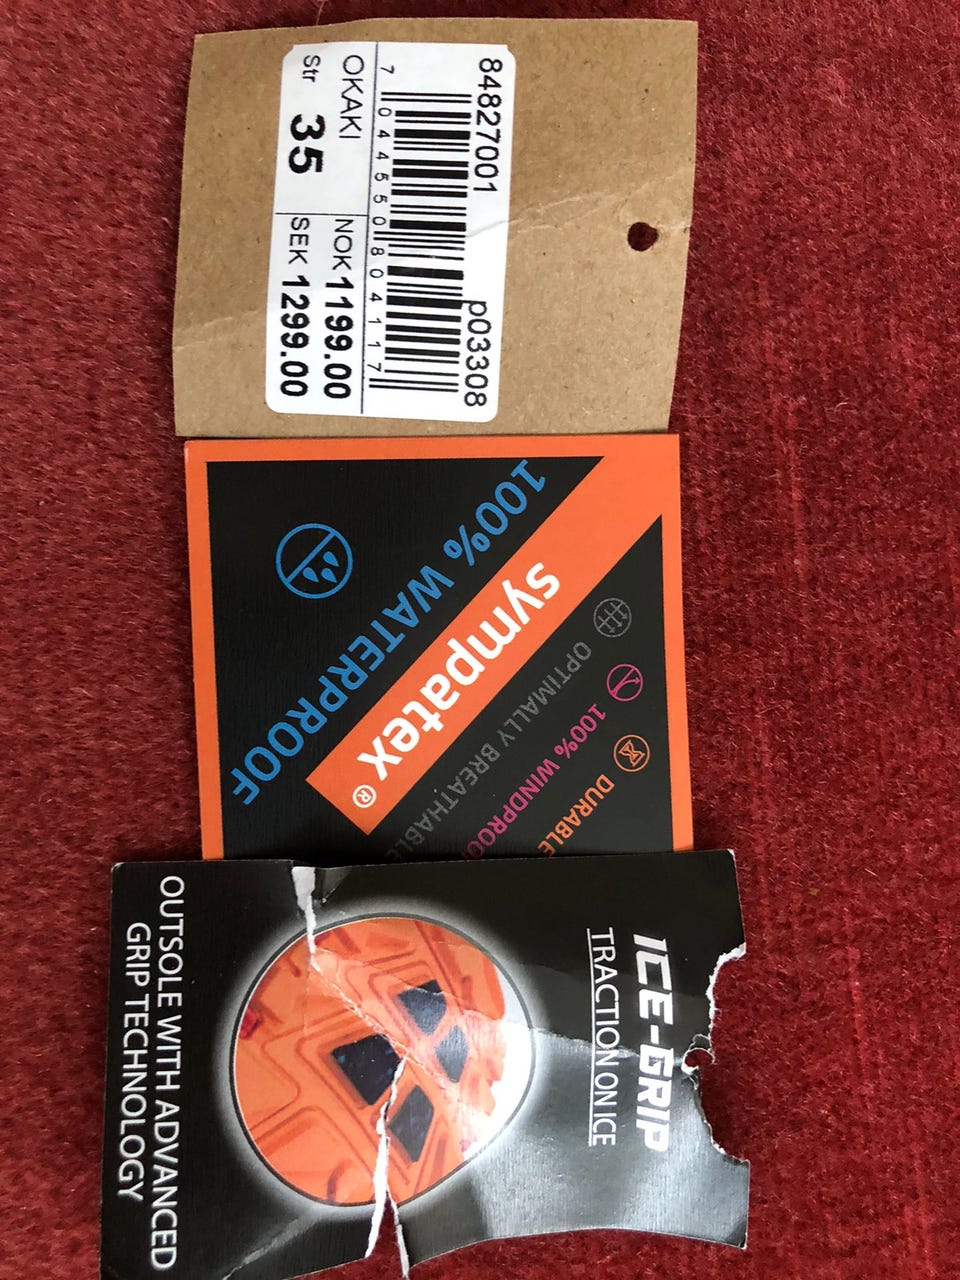 84827001 p03308
7 044550 804117
OKAKI NOK 1199.00
Str 35 SEK 1299.00
sympatex®
100% WATERPROOF
OPTIMALLY BREATHABLE
100% WINDPROOF
DURABLE
ICE-GRIP
TRACTION ON ICE
OUTSOLE WITH ADVANCED
GRIP TECHNOLOGY